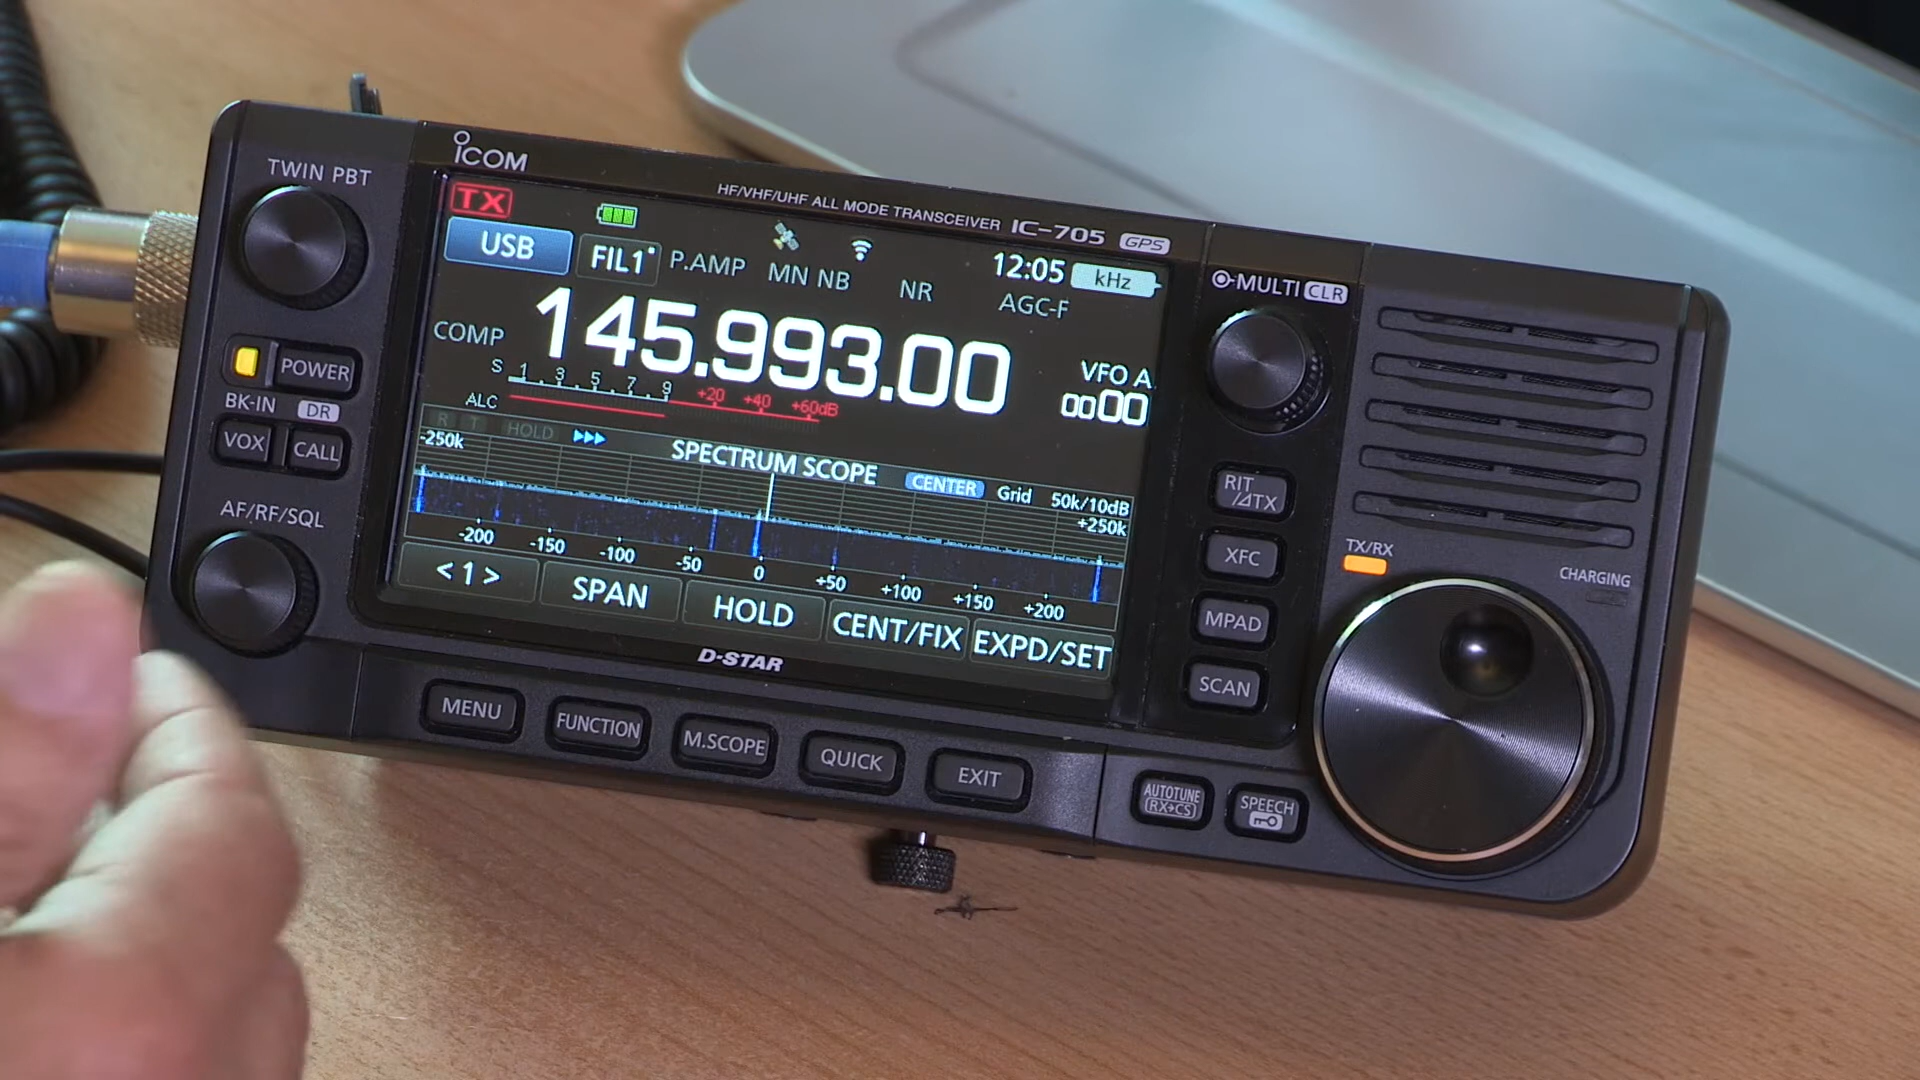 ICOM
HF/VHF/UHF ALL MODE TRANSCEIVER IC-705 GPS
TWIN PBT
POWER
BK-IN DR
VOX CALL
AF/RF/SQL
TX
USB FIL1 P.AMP MN NB NR 12:05 kHz
AGC-F
COMP 145.993.00
VFO A
0000
S 1 . 3 . 5 . 7 . 9 +20 +40 +60dB
ALC
R T HOLD
SPECTRUM SCOPE CENTER Grid 50k/10dB
-250k +250k
-200 -150 -100 -50 0 +50 +100 +150 +200
<1> SPAN HOLD CENT/FIX EXPD/SET
D-STAR
MENU FUNCTION M.SCOPE QUICK EXIT
MULTI CLR
RIT
/⊿TX
XFC
MPAD
SCAN
TX/RX
CHARGING
AUTOTUNE
RX→CS
SPEECH